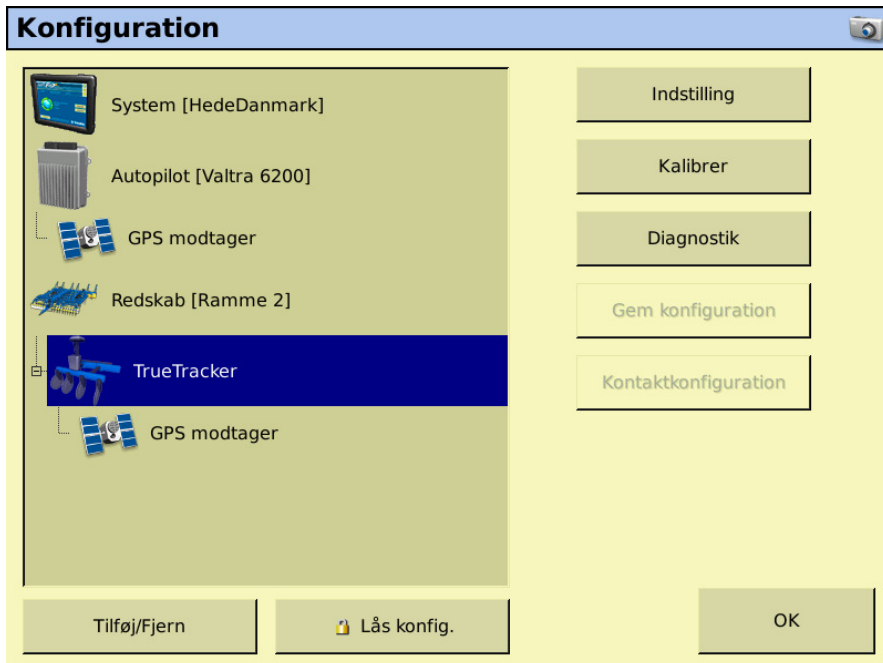 Konfiguration
System [HedeDanmark]
Autopilot [Valtra 6200]
GPS modtager
Redskab [Ramme 2]
TrueTracker
GPS modtager
Indstilling
Kalibrer
Diagnostik
Gem konfiguration
Kontaktkonfiguration
Tilføj/Fjern
Lås konfig.
OK